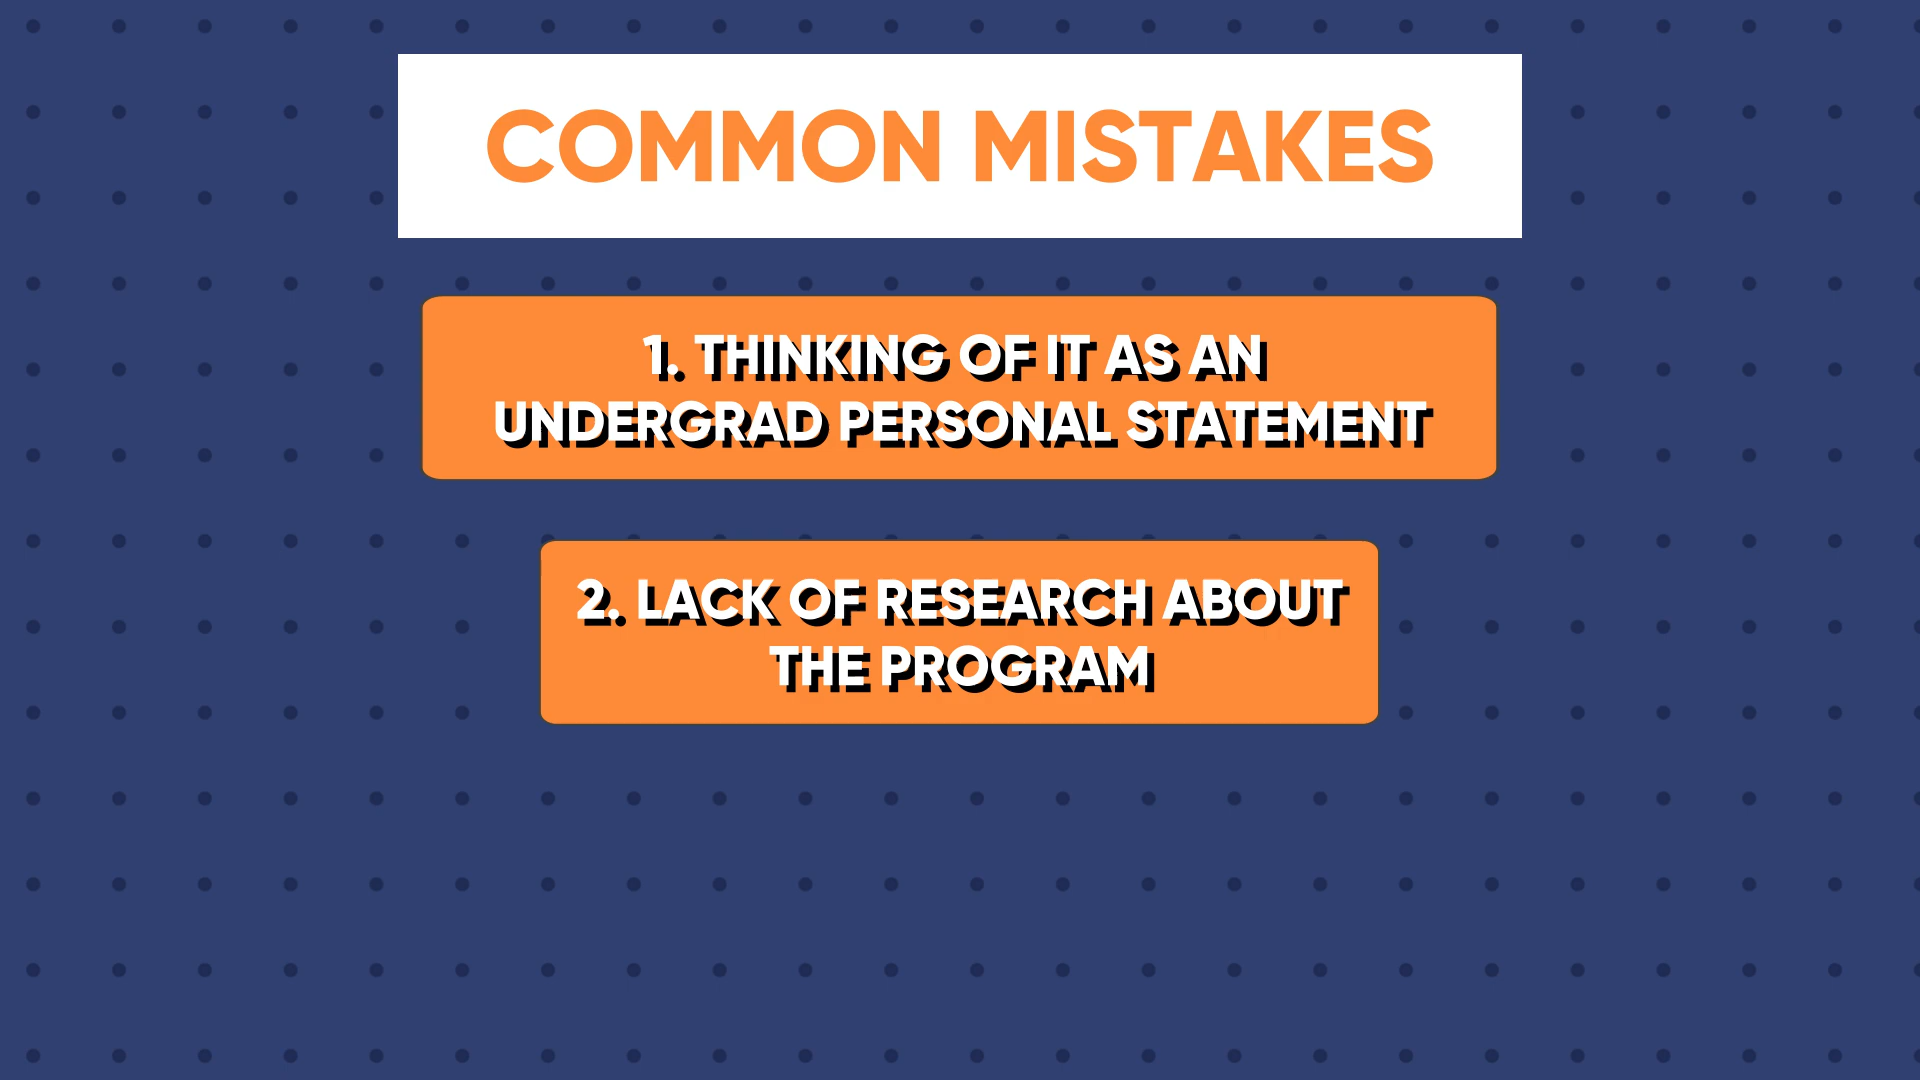 COMMON MISTAKES
1. THINKING OF IT AS AN
UNDERGRAD PERSONAL STATEMENT
2. LACK OF RESEARCH ABOUT
THE PROGRAM